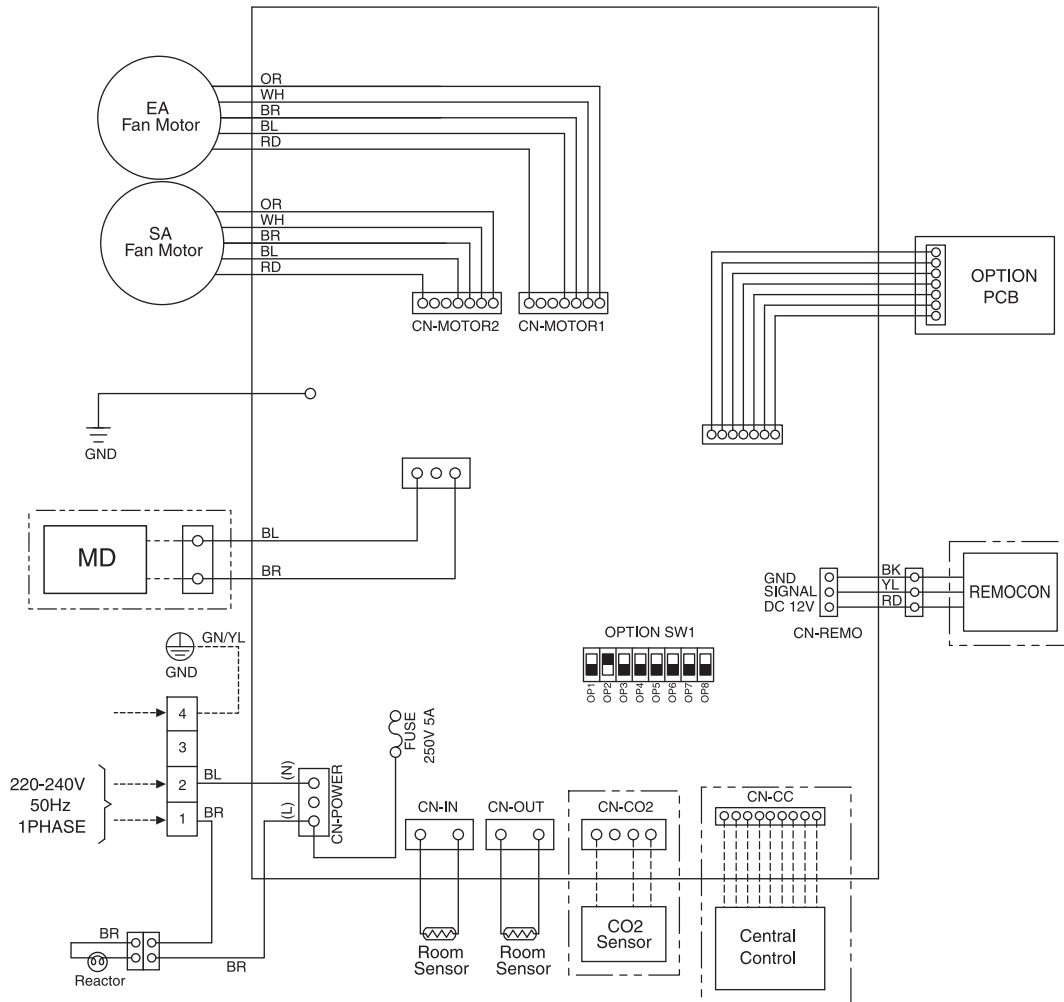 EA
Fan Motor
OR
WH
BR
BL
RD
SA
Fan Motor
OR
WH
BR
BL
RD
CN-MOTOR2
CN-MOTOR1
OPTION
PCB
GND
MD
BL
BR
GND
SIGNAL
DC 12V
CN-REMO
BK
YL
RD
REMOCON
OPTION SW1
OP1
OP2
OP3
OP4
OP5
OP6
OP7
OP8
GN/YL
GND
4
3
2
1
220-240V
50Hz
1PHASE
BL
BR
(N)
(L)
CN-POWER
FUSE
250V 5A
CN-IN
CN-OUT
CN-CO2
CN-CC
Room
Sensor
Room
Sensor
CO2
Sensor
Central
Control
BR
BR
Reactor